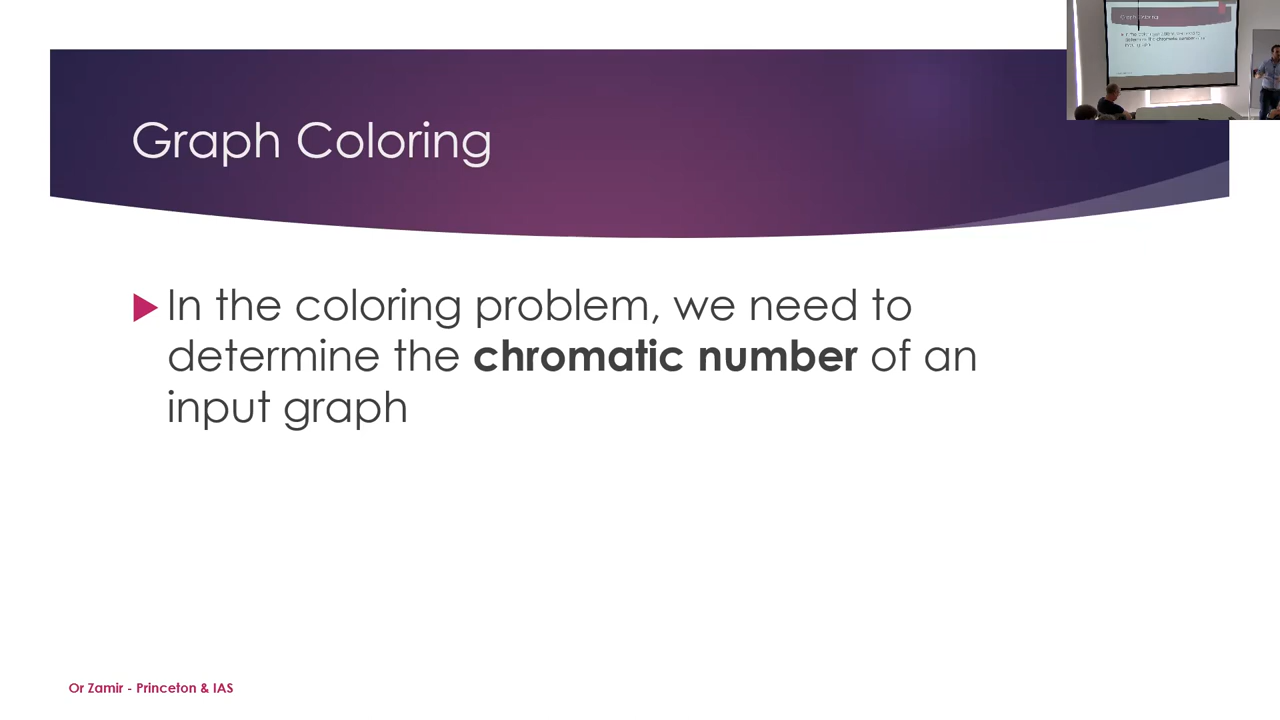 Graph Coloring
In the coloring problem, we need to
determine the chromatic number of an
input graph
Or Zamir - Princeton & IAS